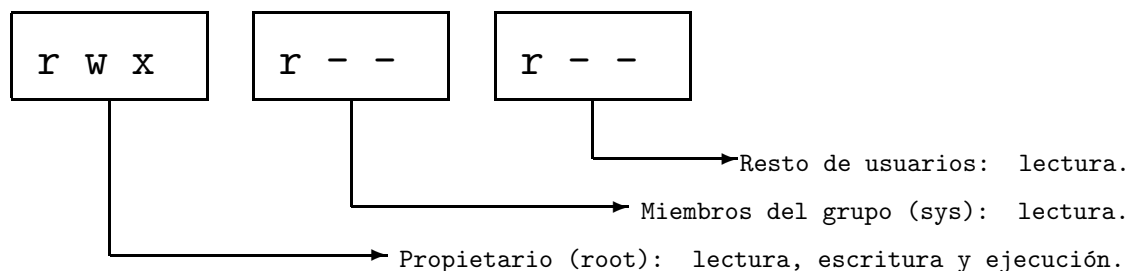 r w x r - - r - -
Resto de usuarios: lectura.
Miembros del grupo (sys): lectura.
Propietario (root): lectura, escritura y ejecución.